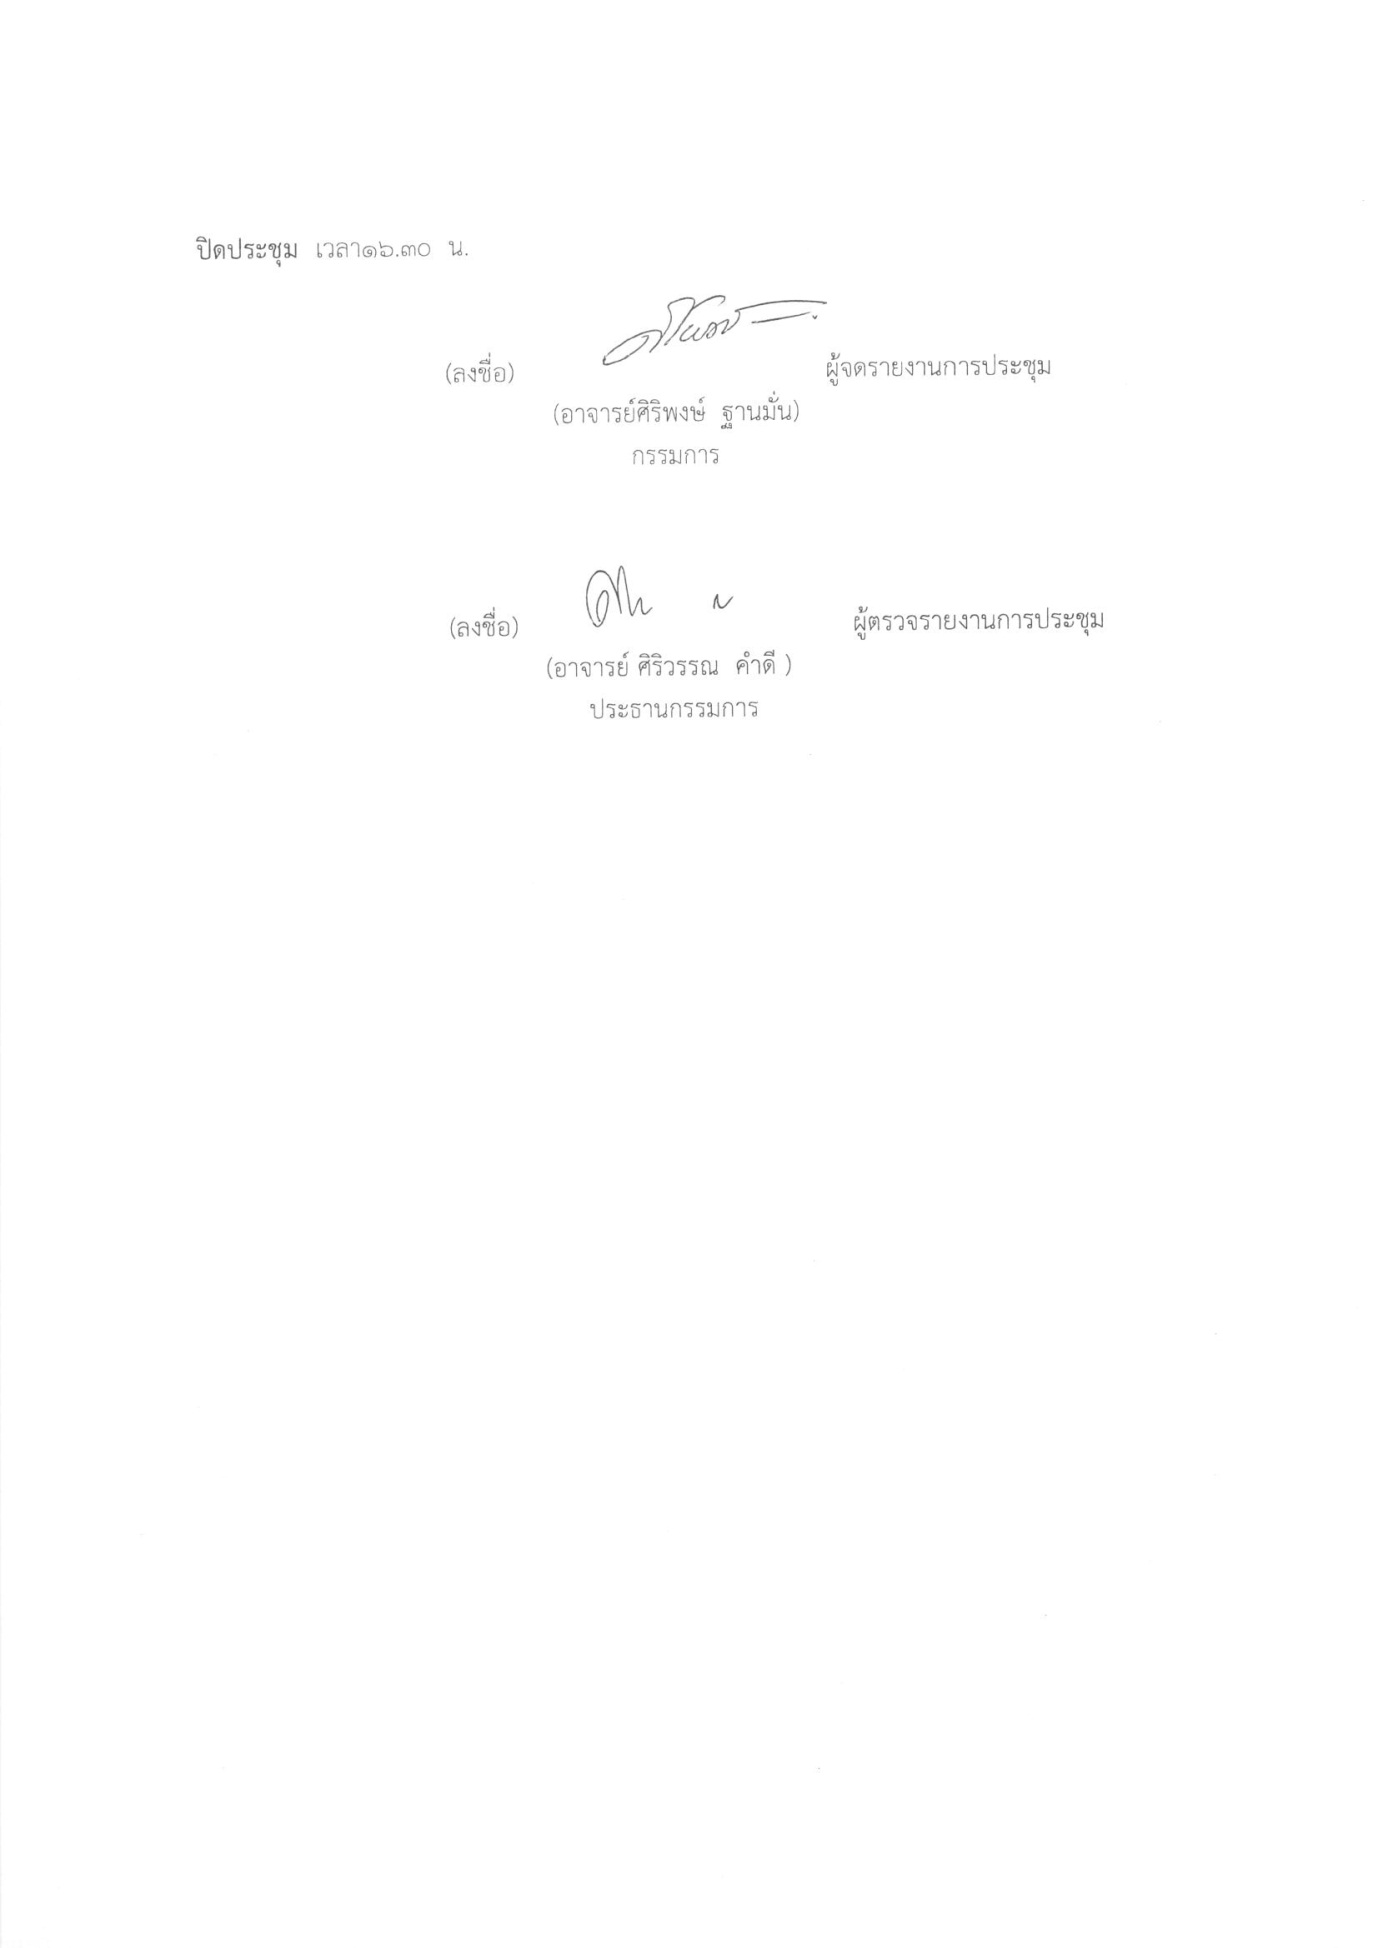 ปิดประชุม เวลา๑๖.๓๐ น.
(ลงชื่อ) ผู้จดรายงานการประชุม
(อาจารย์ศิริพงษ์ ฐานมั่น)
กรรมการ
(ลงชื่อ) ผู้ตรวจรายงานการประชุม
(อาจารย์ ศิริวรรณ คำดี )
ประธานกรรมการ